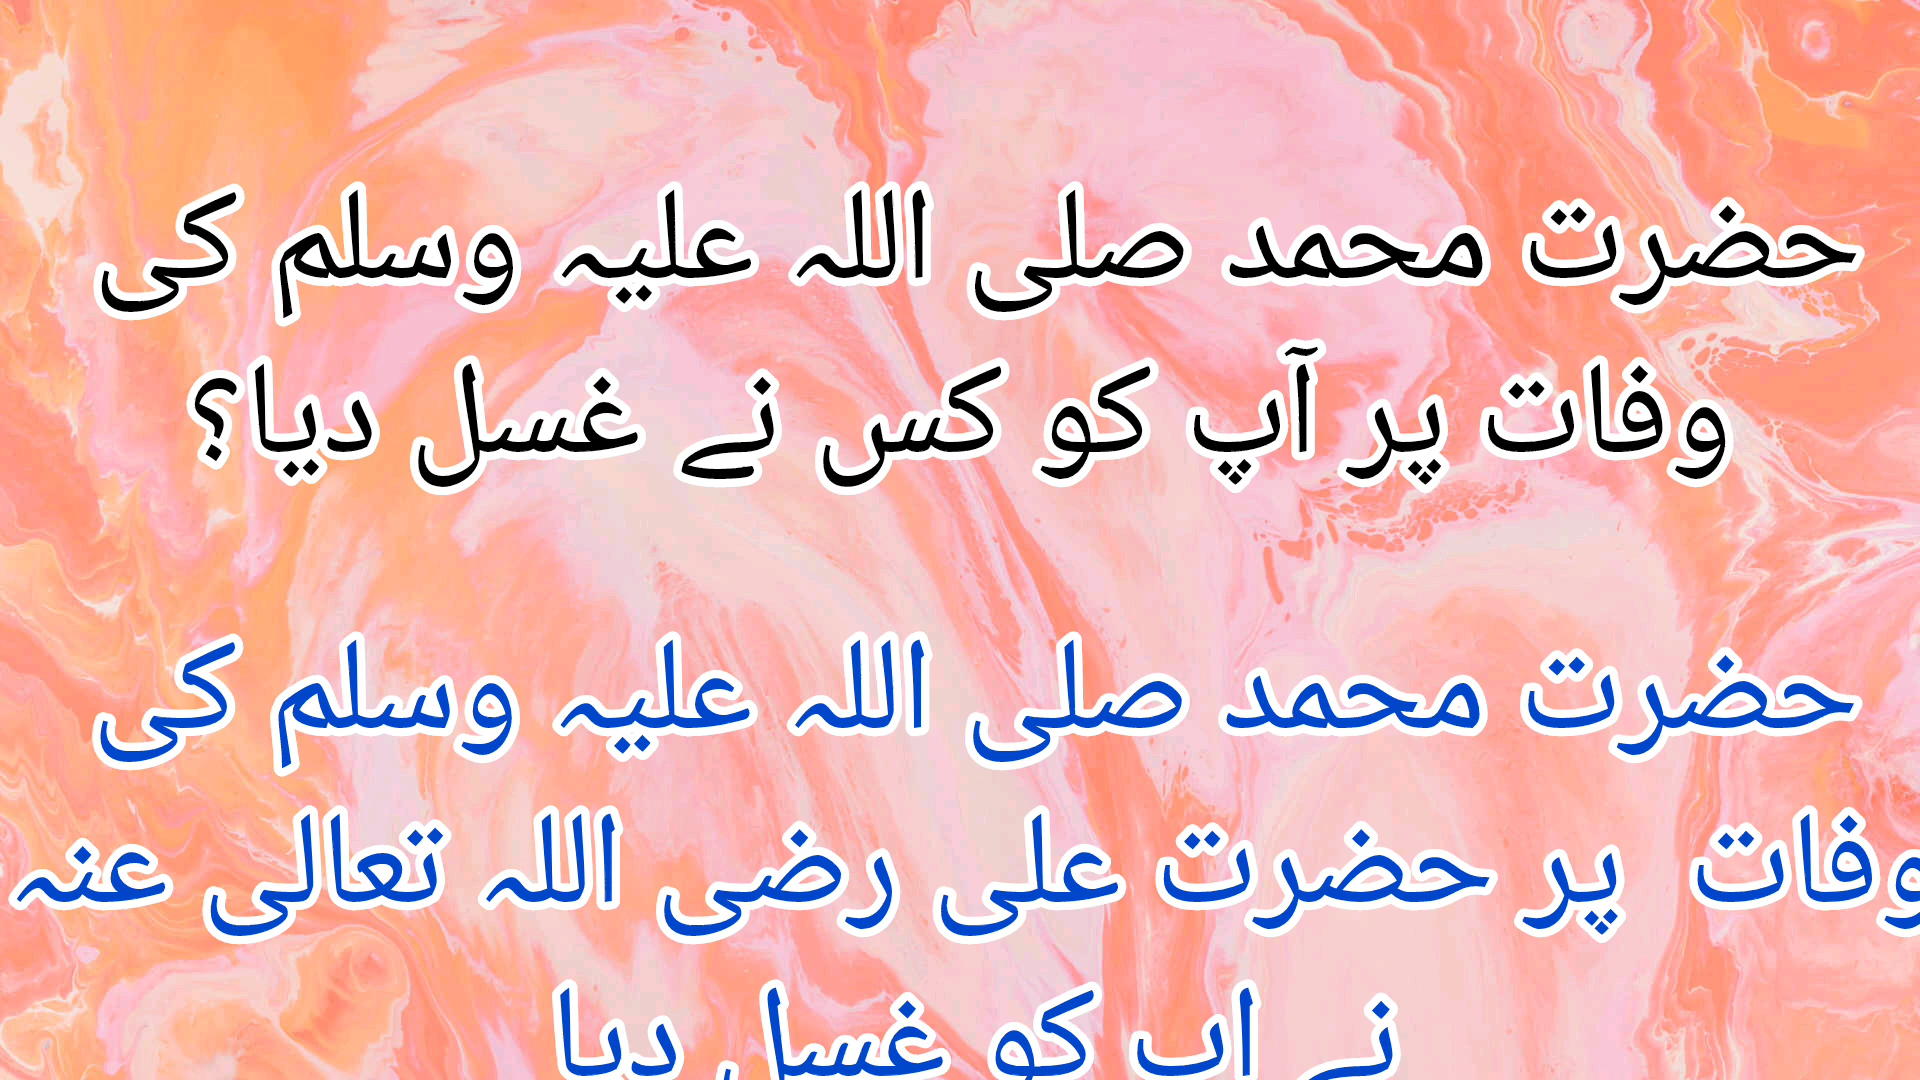 حضرت محمد صلی اللہ علیہ وسلم کی
وفات پر آپ کو کس نے غسل دیا؟
حضرت محمد صلی اللہ علیہ وسلم کی
وفات پر حضرت علی رضی اللہ تعالی عنہ
نے اپ کو غسل دیا